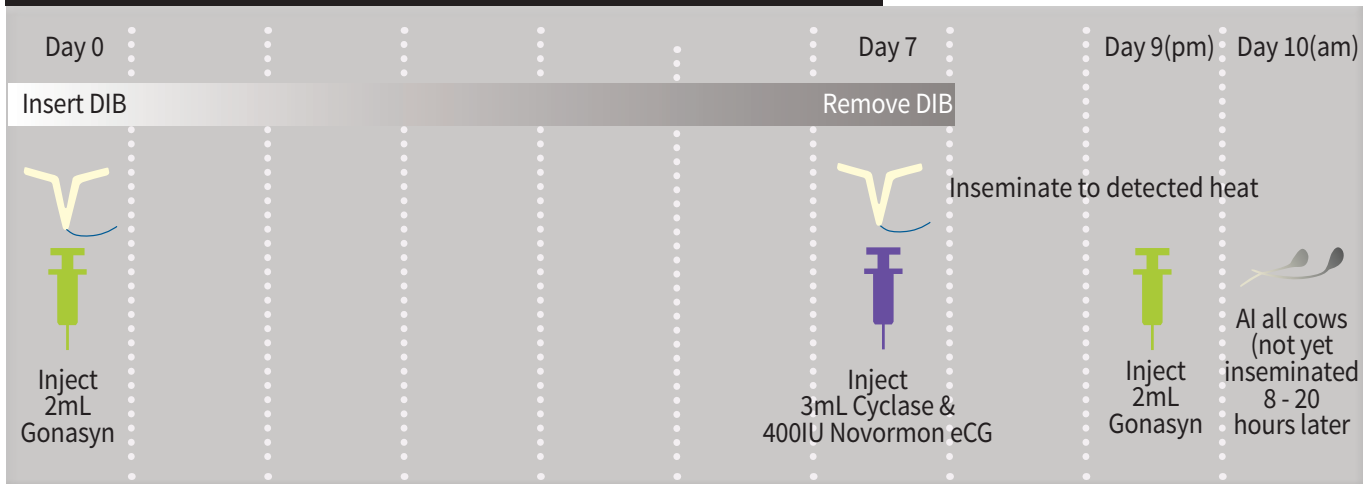 Day 0
Day 7
Day 9(pm)
Day 10(am)
Insert DIB
Remove DIB
Inseminate to detected heat
Inject
2mL
Gonasyn
Inject
3mL Cyclase &
400IU Novormon eCG
Inject
2mL
Gonasyn
AI all cows
(not yet
inseminated
8 - 20
hours later